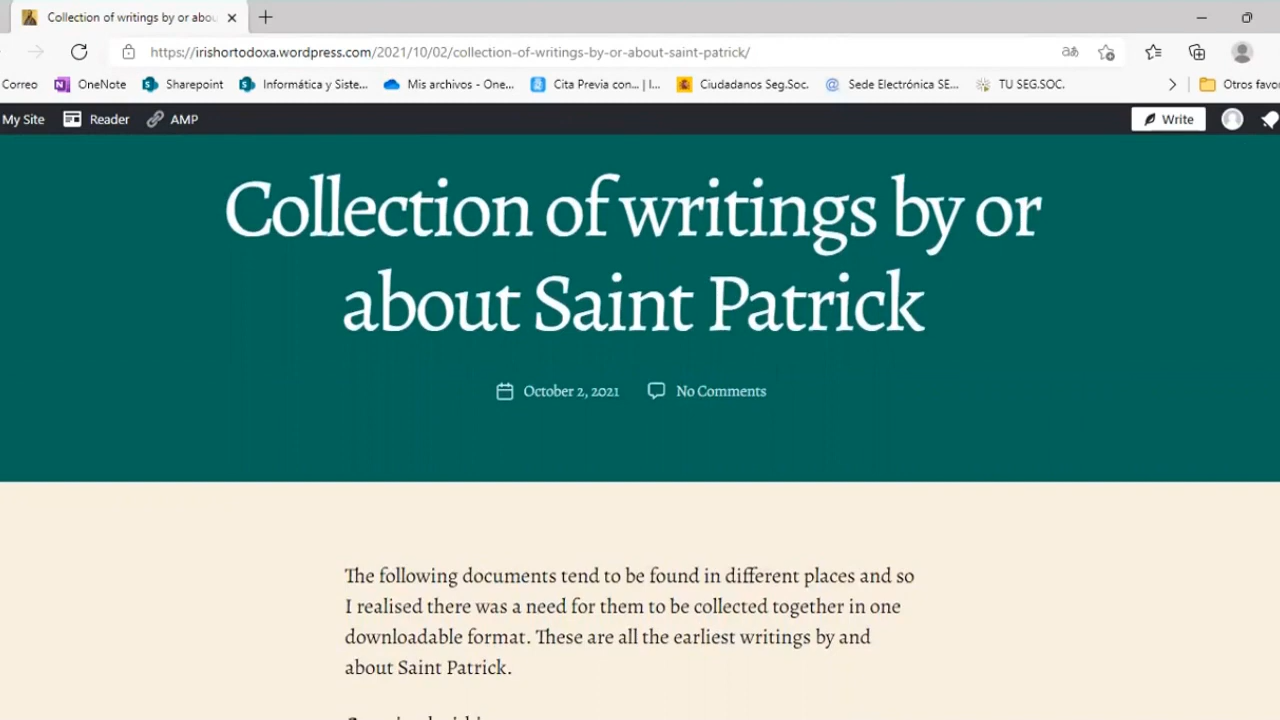 Collection of writings by or abou
https://irishortodoxa.wordpress.com/2021/10/02/collection-of-writings-by-or-about-saint-patrick/
Correo OneNote Sharepoint Informática y Siste... Mis archivos - One... Cita Previa con... | I... Ciudadanos Seg.Soc. Sede Electrónica SE... TU SEG.SOC. Otros favo
My Site Reader AMP Write
Collection of writings by or
about Saint Patrick
October 2, 2021 No Comments
The following documents tend to be found in different places and so
I realised there was a need for them to be collected together in one
downloadable format. These are all the earliest writings by and
about Saint Patrick.